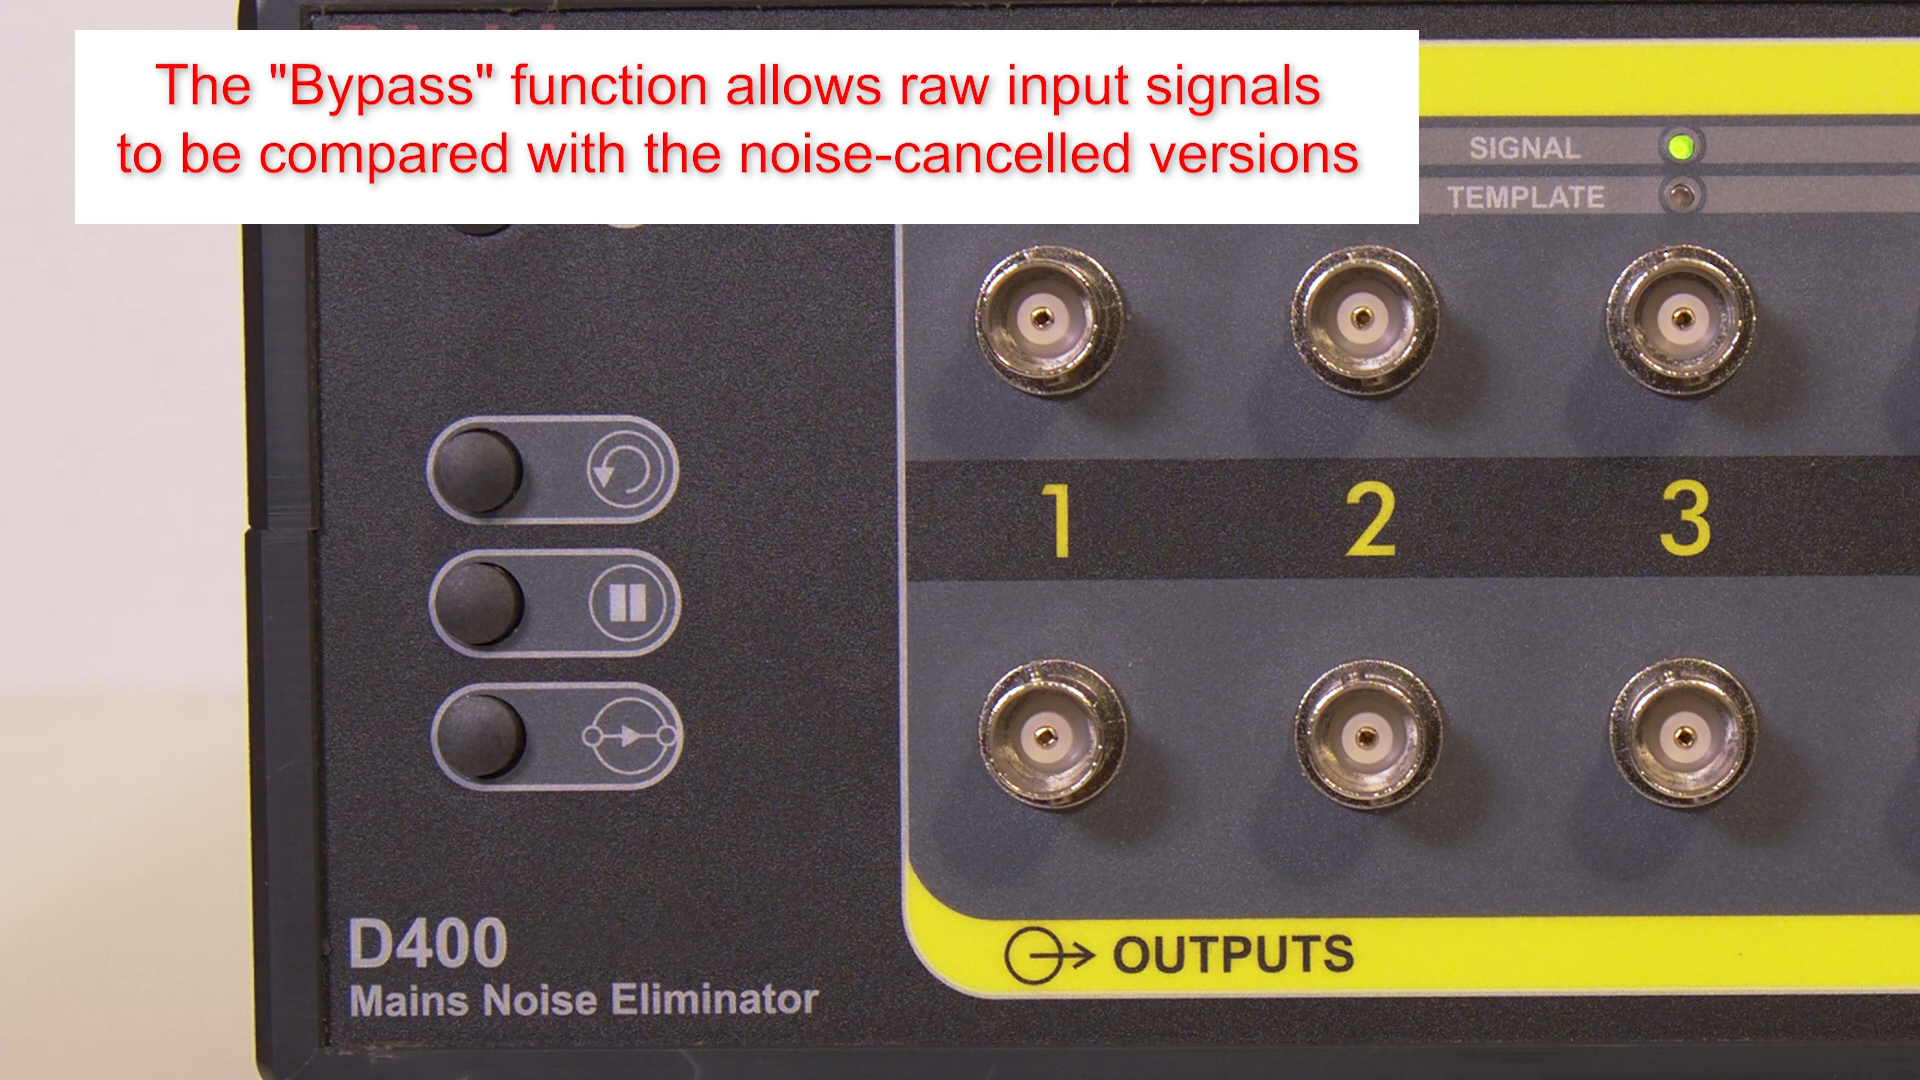 The "Bypass" function allows raw input signals
to be compared with the noise-cancelled versions
SIGNAL
TEMPLATE
1 2 3
D400
Mains Noise Eliminator
OUTPUTS